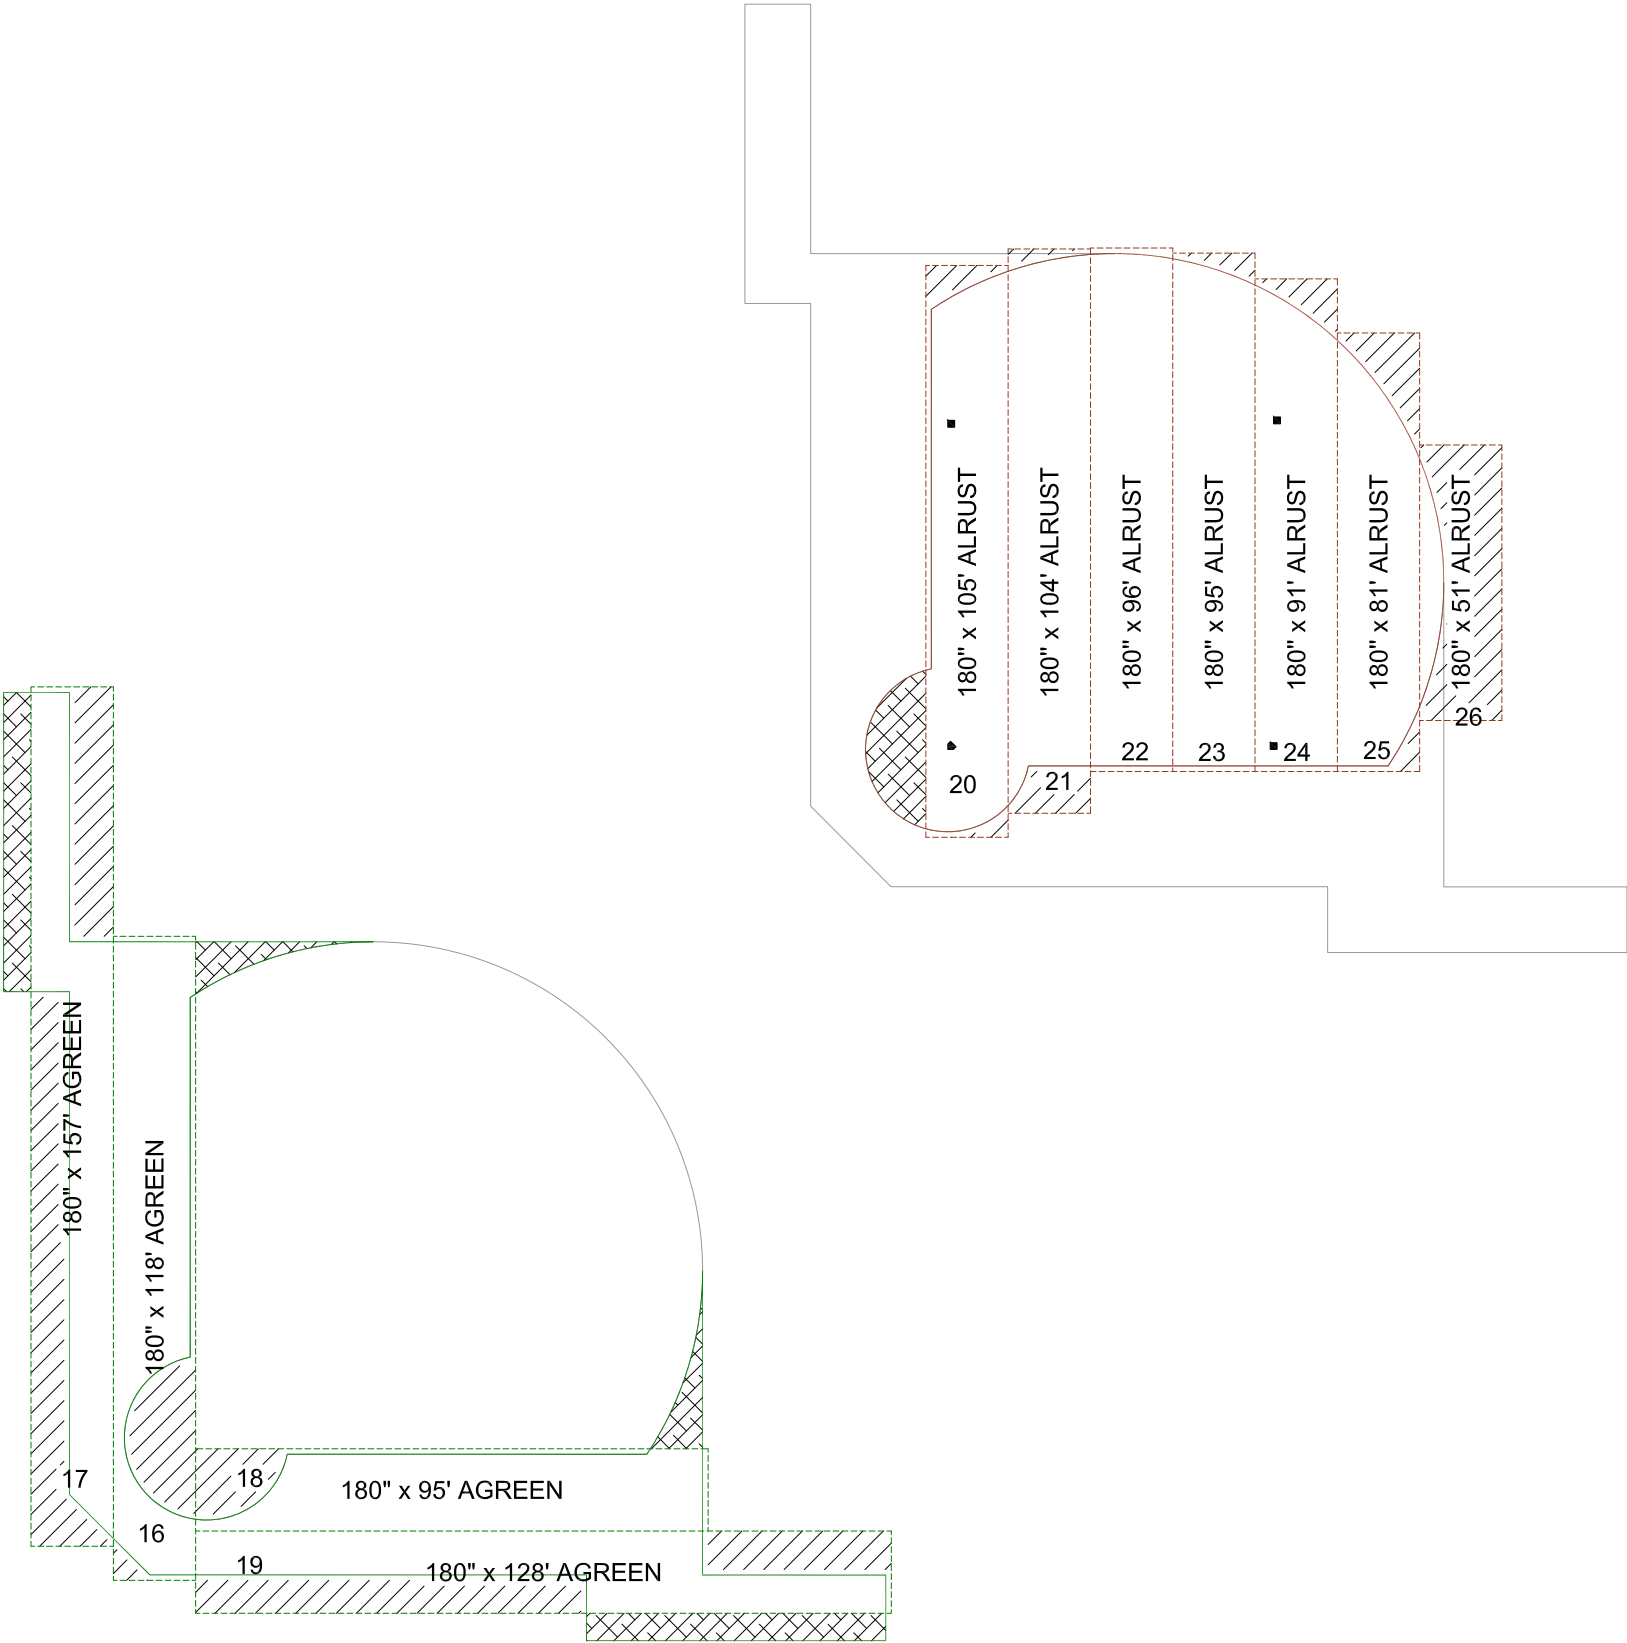 180" x 105' ALRUST
180" x 104' ALRUST
180" x 96' ALRUST
180" x 95' ALRUST
180" x 91' ALRUST
180" x 81' ALRUST
180" x 51' ALRUST
20
21
22
23
24
25
26
180" x 157' AGREEN
180" x 118' AGREEN
17
16
18
180" x 95' AGREEN
19
180" x 128' AGREEN